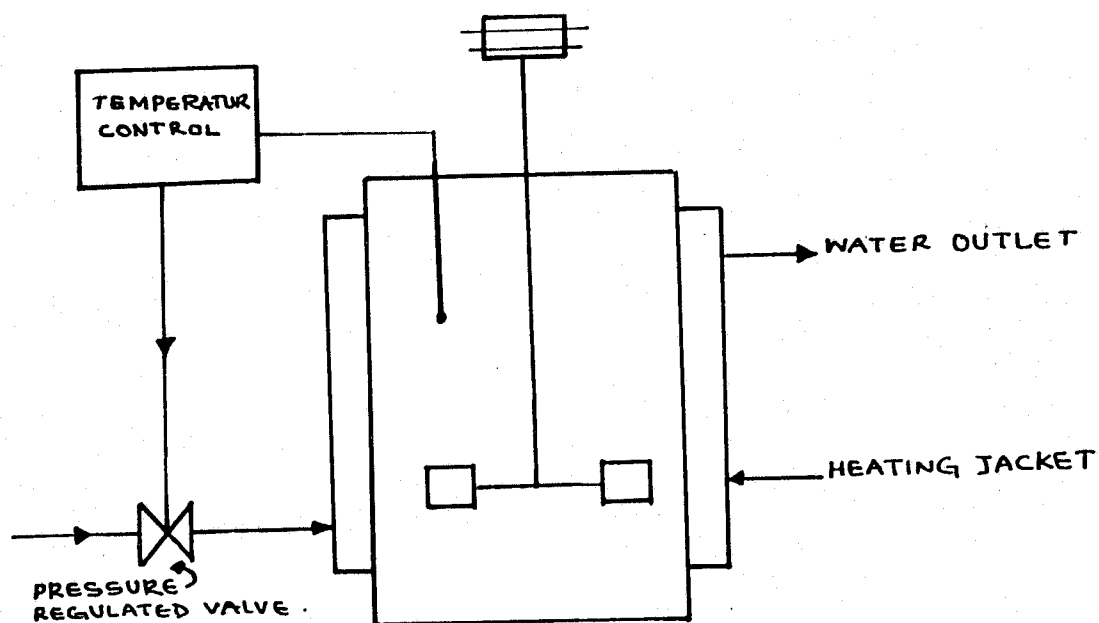 TEMPERATUR
CONTROL
WATER OUTLET
HEATING JACKET
PRESSURE
REGULATED VALVE.